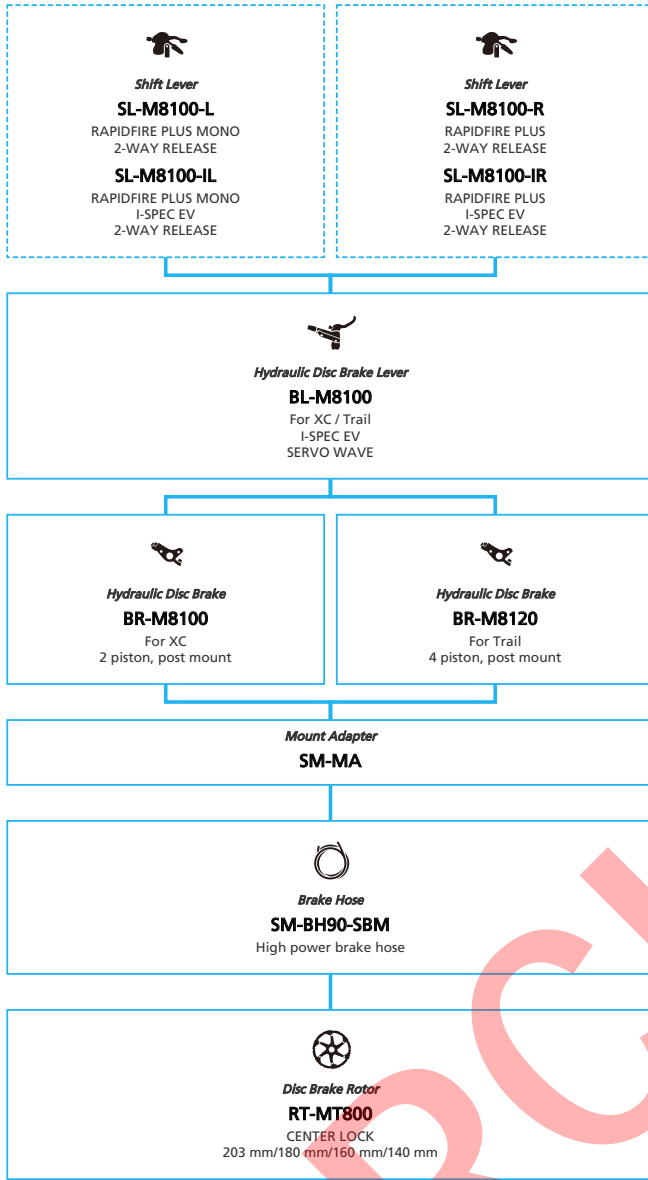 Shift Lever
SL-M8100-L
RAPIDFIRE PLUS MONO
2-WAY RELEASE
SL-M8100-IL
RAPIDFIRE PLUS MONO
I-SPEC EV
2-WAY RELEASE
Shift Lever
SL-M8100-R
RAPIDFIRE PLUS
2-WAY RELEASE
SL-M8100-IR
RAPIDFIRE PLUS
I-SPEC EV
2-WAY RELEASE
Hydraulic Disc Brake Lever
BL-M8100
For XC / Trail
I-SPEC EV
SERVO WAVE
Hydraulic Disc Brake
BR-M8100
For XC
2 piston, post mount
Hydraulic Disc Brake
BR-M8120
For Trail
4 piston, post mount
Mount Adapter
SM-MA
Brake Hose
SM-BH90-SBM
High power brake hose
Disc Brake Rotor
RT-MT800
CENTER LOCK
203 mm/180 mm/160 mm/140 mm